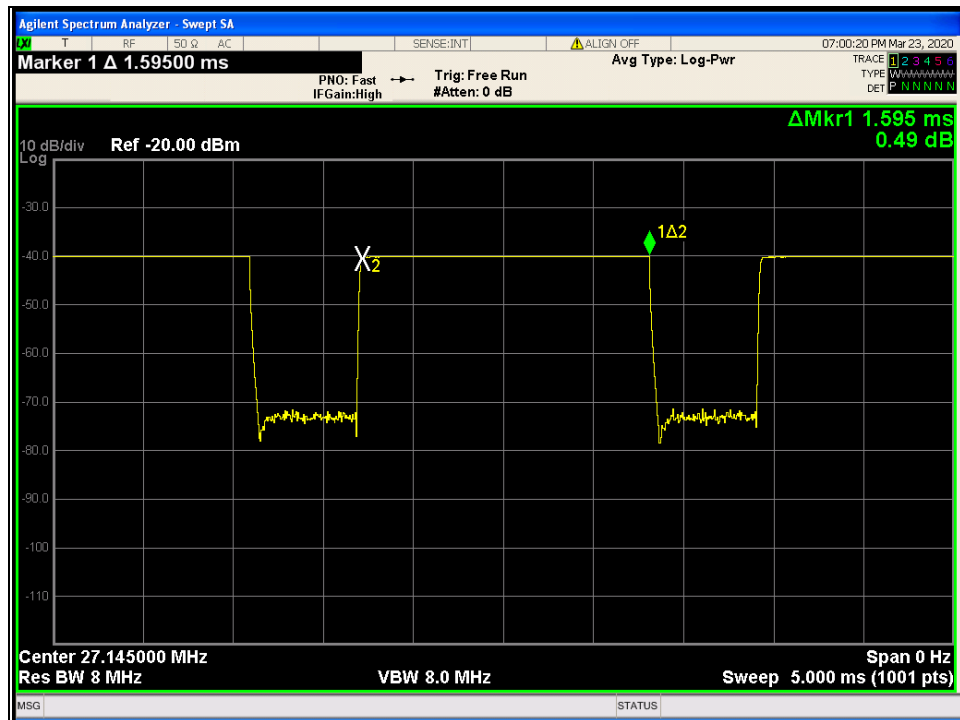 Agilent Spectrum Analyzer - Swept SA
LXI T RF 50 Ω AC SENSE:INT ALIGN OFF 07:00:20 PM Mar 23, 2020
Marker 1 Δ 1.59500 ms
PNO: Fast
IFGain:High
Trig: Free Run
#Atten: 0 dB
Avg Type: Log-Pwr
TRACE 1 2 3 4 5 6
TYPE WWWWWWW
DET P N N N N N
ΔMkr1 1.595 ms
0.49 dB
10 dB/div Ref -20.00 dBm
Log
-30.0
-40.0
-50.0
-60.0
-70.0
-80.0
-90.0
-100
-110
X2
1Δ2
Center 27.145000 MHz Span 0 Hz
Res BW 8 MHz VBW 8.0 MHz Sweep 5.000 ms (1001 pts)
MSG STATUS